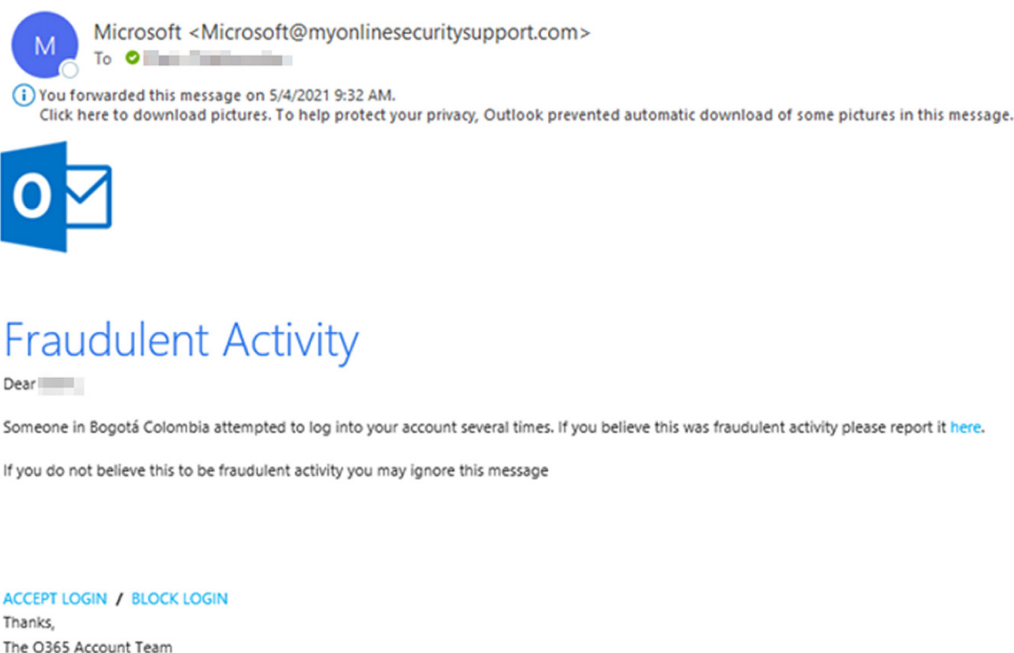 M
Microsoft <Microsoft@myonlinesecuritysupport.com>
To
You forwarded this message on 5/4/2021 9:32 AM.
Click here to download pictures. To help protect your privacy, Outlook prevented automatic download of some pictures in this message.
O
Fraudulent Activity
Dear
Someone in Bogotá Colombia attempted to log into your account several times. If you believe this was fraudulent activity please report it here.
If you do not believe this to be fraudulent activity you may ignore this message
ACCEPT LOGIN / BLOCK LOGIN
Thanks,
The O365 Account Team